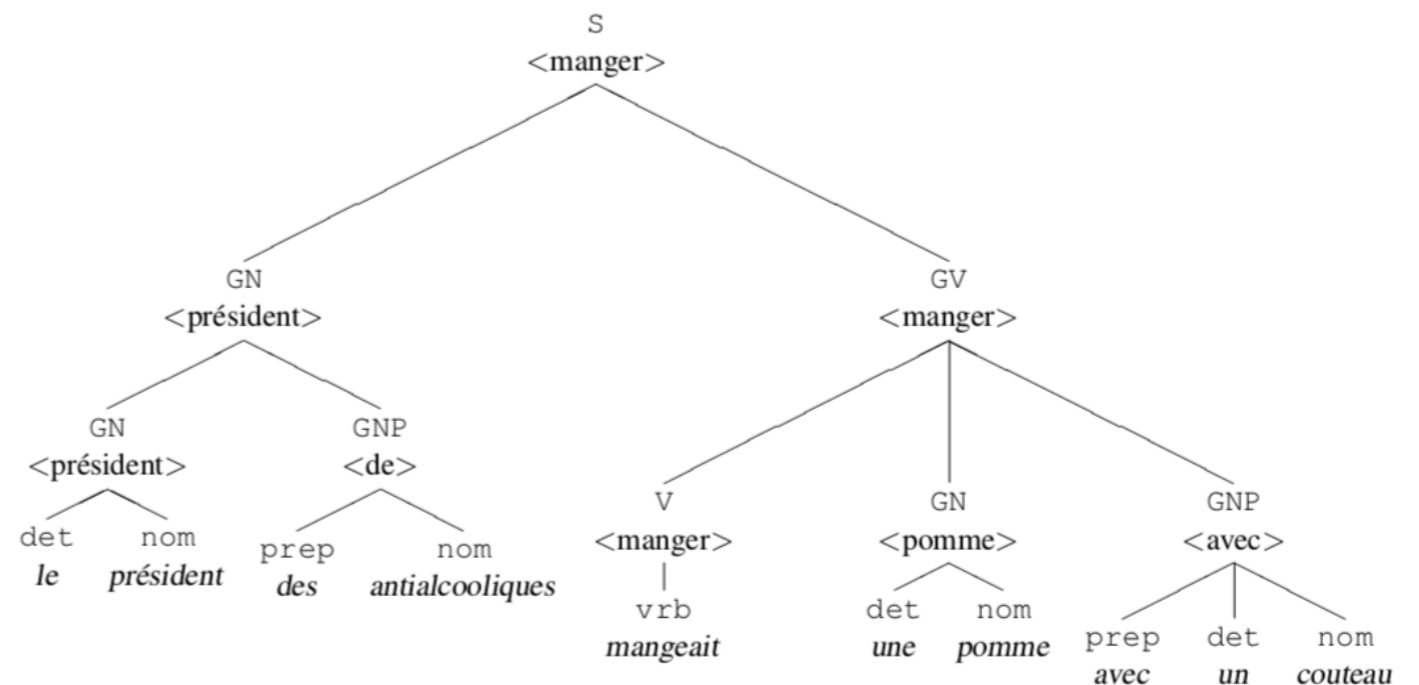 S
<manger>
GN GV
<président> <manger>
GN GNP
<président> <de>
V GN GNP
<manger> <pomme> <avec>
det nom prep nom
le président des antialcooliques
vrb det nom prep det nom
mangeait une pomme avec un couteau